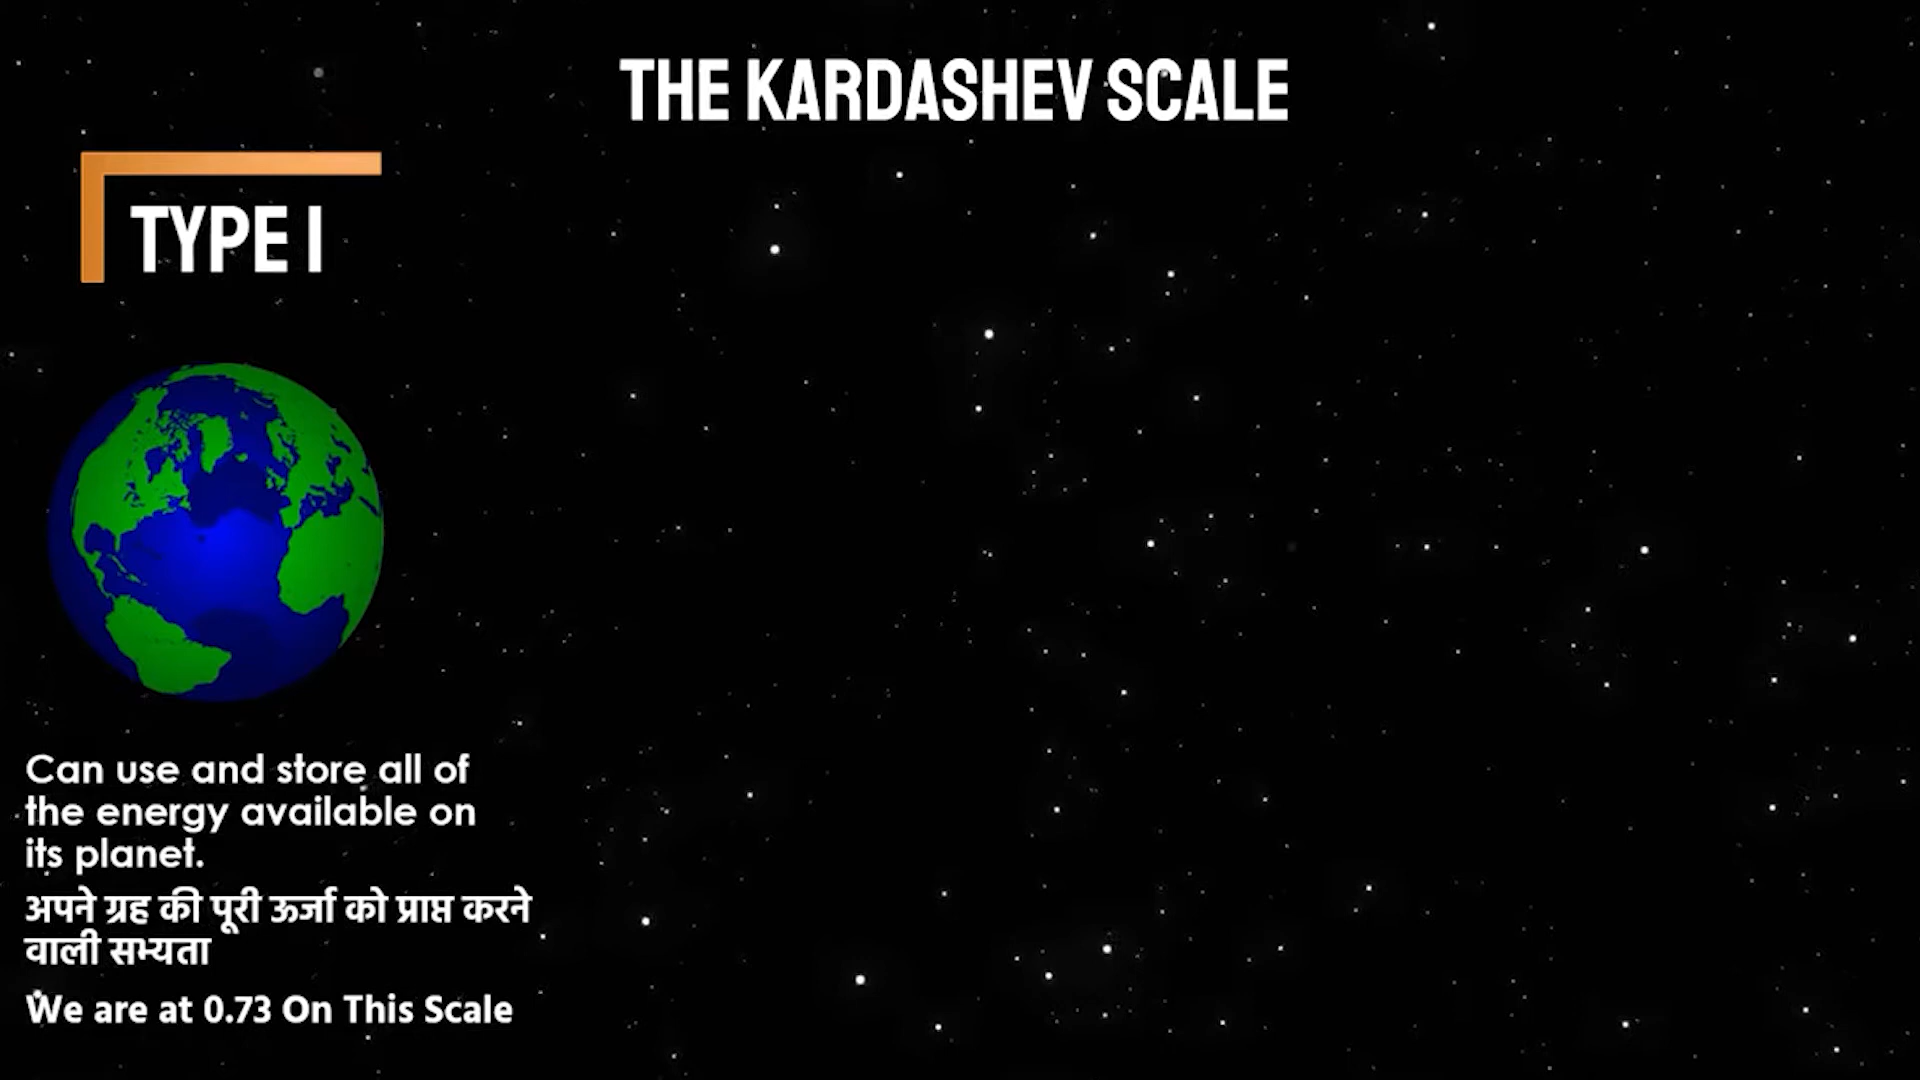 THE KARDASHEV SCALE
TYPE I
Can use and store all of
the energy available on
its planet.
अपने ग्रह की पूरी ऊर्जा को प्राप्त करने
वाली सभ्यता
We are at 0.73 On This Scale